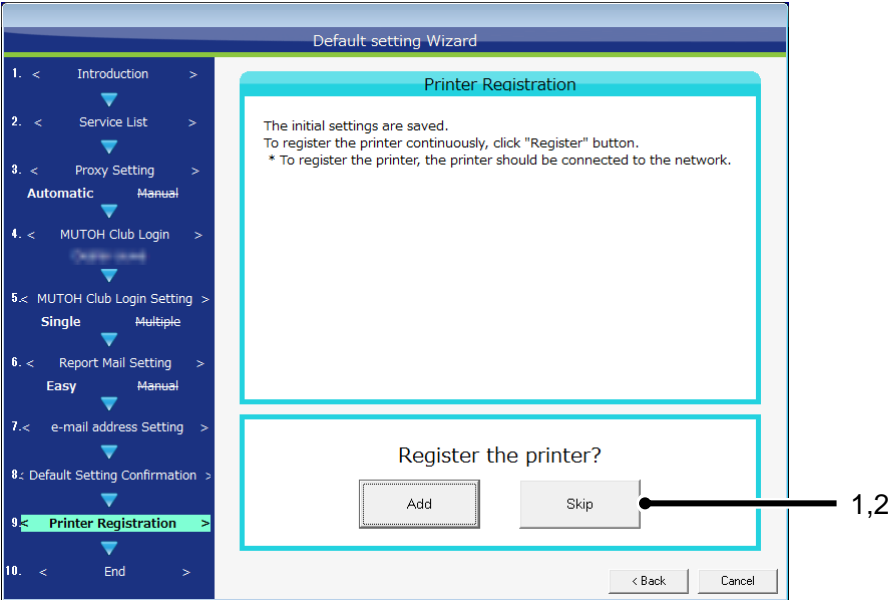 Default setting Wizard
1. < Introduction >
2. < Service List >
3. < Proxy Setting >
Automatic Manual
4. < MUTOH Club Login >
5.< MUTOH Club Login Setting >
Single Multiple
6. < Report Mail Setting >
Easy Manual
7.< e-mail address Setting >
8.< Default Setting Confirmation >
9.< Printer Registration >
10. < End >
Printer Registration
The initial settings are saved.
To register the printer continuously, click "Register" button.
* To register the printer, the printer should be connected to the network.
Register the printer?
Add Skip
1,2
< Back Cancel